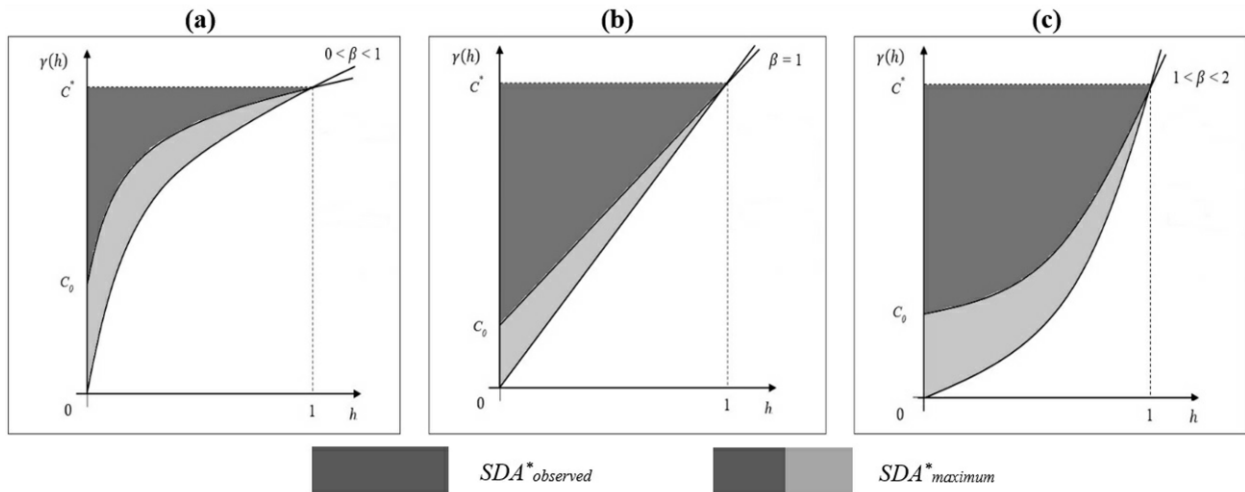 (a)
γ(h)
0 < β < 1
C*
C₀
0
1
h
(b)
γ(h)
β = 1
C*
C₀
0
1
h
(c)
γ(h)
1 < β < 2
C*
C₀
0
1
h
SDA*observed
SDA*maximum